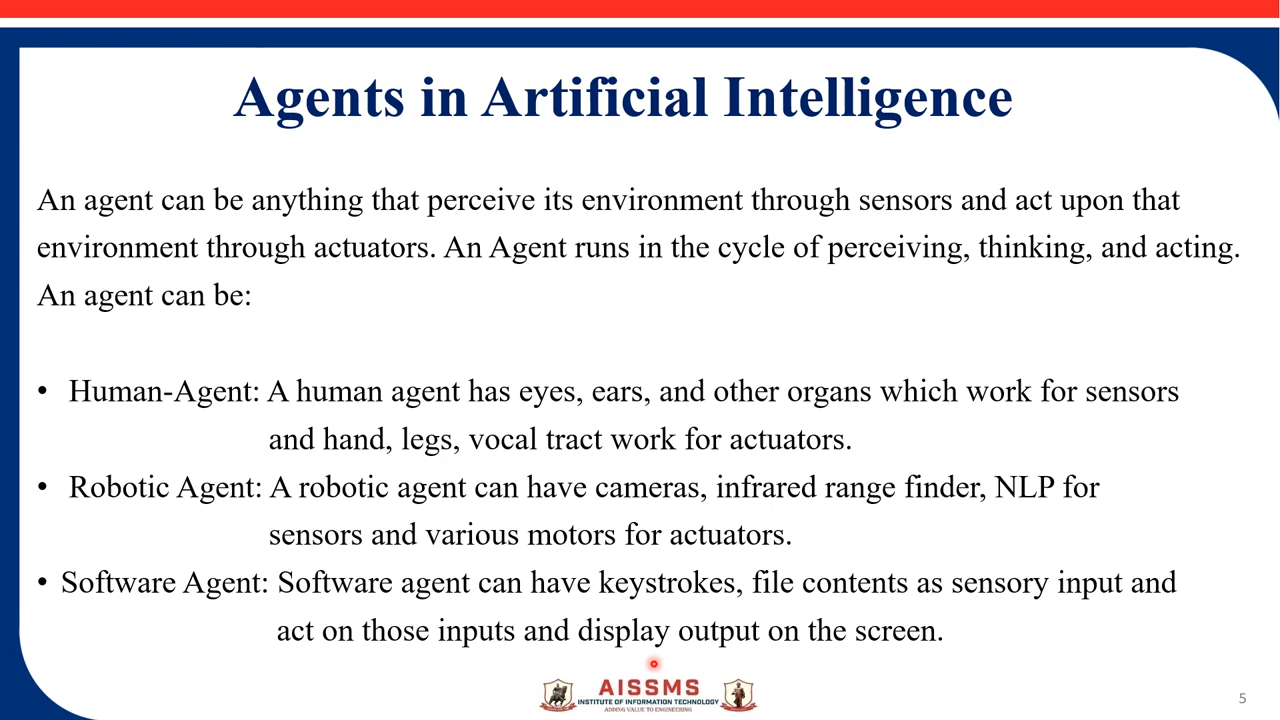 Agents in Artificial Intelligence
An agent can be anything that perceive its environment through sensors and act upon that
environment through actuators. An Agent runs in the cycle of perceiving, thinking, and acting.
An agent can be:
• Human-Agent: A human agent has eyes, ears, and other organs which work for sensors
and hand, legs, vocal tract work for actuators.
• Robotic Agent: A robotic agent can have cameras, infrared range finder, NLP for
sensors and various motors for actuators.
• Software Agent: Software agent can have keystrokes, file contents as sensory input and
act on those inputs and display output on the screen.
AISSMS
INSTITUTE OF INFORMATION TECHNOLOGY
ADDING VALUE TO ENGINEERING
5